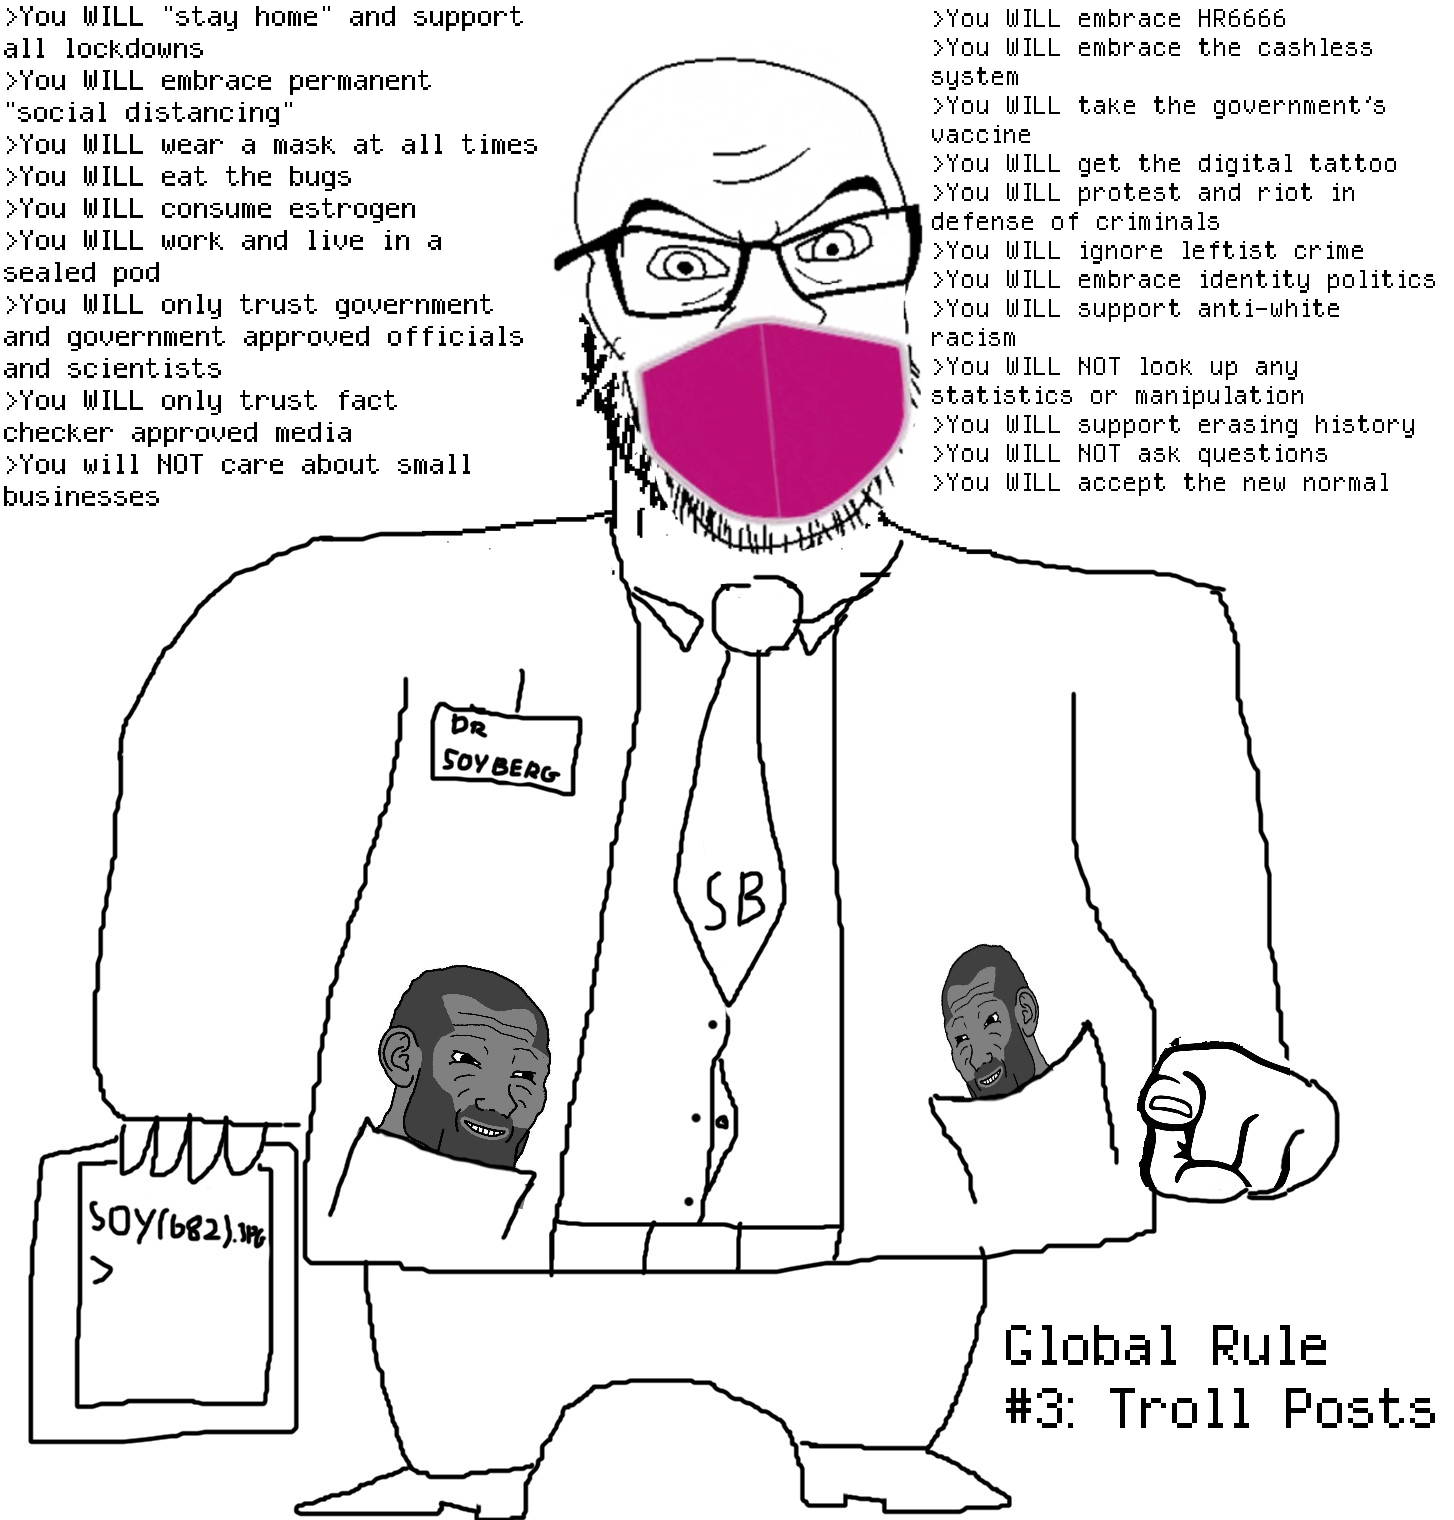 >You WILL "stay home" and support
all lockdowns
>You WILL embrace permanent
"social distancing"
>You WILL wear a mask at all times
>You WILL eat the bugs
>You WILL consume estrogen
>You WILL work and live in a
sealed pod
>You WILL only trust government
and government approved officials
and scientists
>You WILL only trust fact
checker approved media
>You will NOT care about small
businesses
>You WILL embrace HR6666
>You WILL embrace the cashless
system
>You WILL take the government's
vaccine
>You WILL get the digital tattoo
>You WILL protest and riot in
defense of criminals
>You WILL ignore leftist crime
>You WILL embrace identity politics
>You WILL support anti-white
racism
>You WILL NOT look up any
statistics or manipulation
>You WILL support erasing history
>You WILL NOT ask questions
>You WILL accept the new normal
DR
SOYBERG
SB
SOY(682).JPG
>
Global Rule
#3: Troll Posts